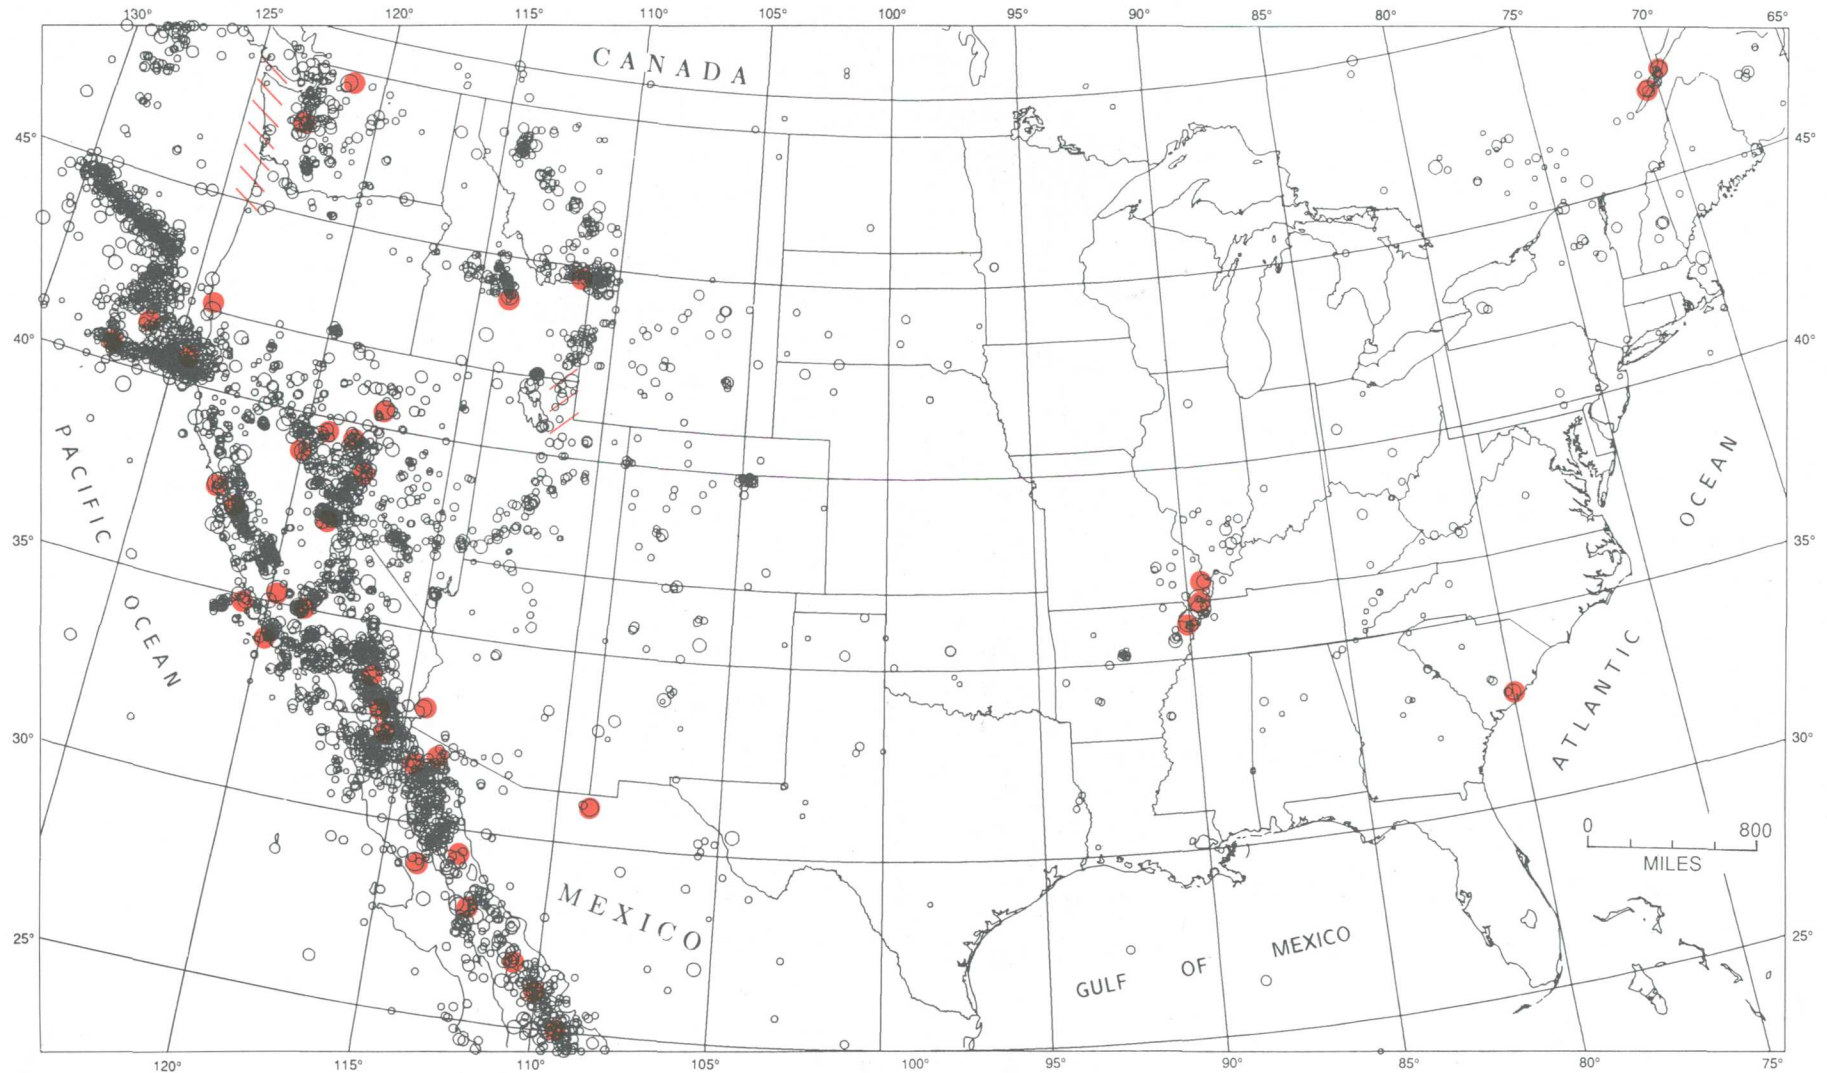 130° 125° 120° 115° 110° 105° 100° 95° 90° 85° 80° 75° 70° 65°
CANADA
45° 45°
40° 40°
PACIFIC OCEAN
ATLANTIC OCEAN
35° 35°
30° 30°
0 800
MILES
MEXICO
25° 25°
GULF OF MEXICO
120° 115° 110° 105° 100° 95° 90° 85° 80° 75°